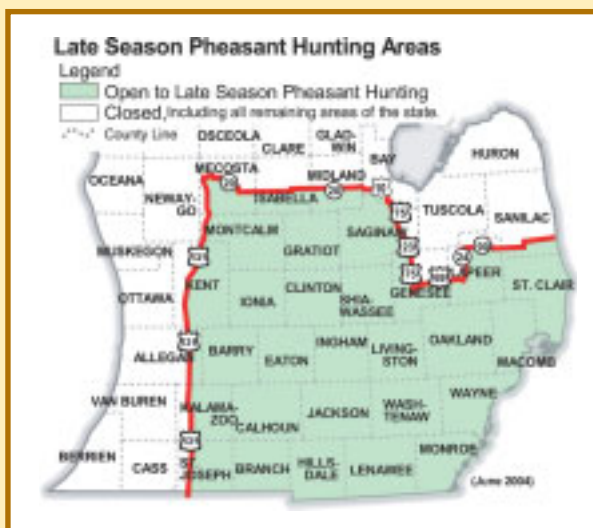 Late Season Pheasant Hunting Areas
Legend
Open to Late Season Pheasant Hunting
Closed, Including all remaining areas of the state.
County Line
OSCEOLA
CLARE
GLAD-
WIN
BAY
HURON
OCEANA
MECOSTA
MIDLAND
NEWAY-
GO
ISABELLA
TUSCOLA
SANILAC
MONTCALM
SAGINAW
MUSKEGON
GRATIOT
KENT
OTTAWA
IONIA
CLINTON
SHIA-
WASSEE
GENESEE
ST. CLAIR
ALLEGAN
BARRY
EATON
INGHAM
LIVING-
STON
OAKLAND
MACOMB
VAN BUREN
KALAMA-
ZOO
CALHOUN
JACKSON
WASH-
TENAW
WAYNE
BERRIEN
CASS
ST.
JOSEPH
BRANCH
HILLS-
DALE
LENAWEE
MONROE
(June 2004)